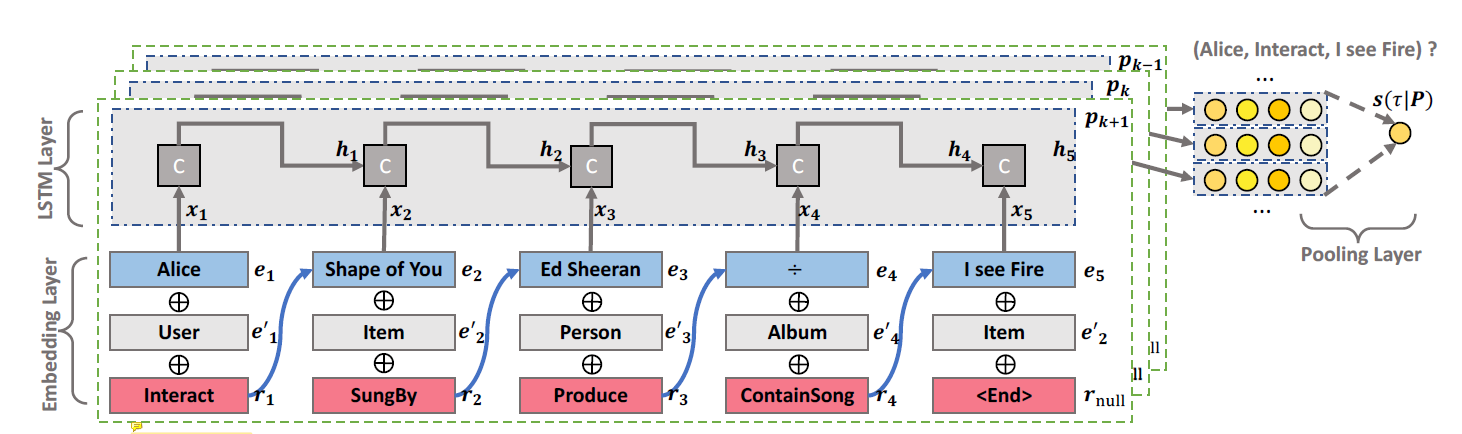 (Alice, Interact, I see Fire) ?
p_{k−1}
...
p_k
s(τ|P)
p_{k+1}
LSTM Layer
h_1 h_2 h_3 h_4 h_5
C C C C C
x_1 x_2 x_3 x_4 x_5
...
Pooling Layer
Embedding Layer
Alice e_1 Shape of You e_2 Ed Sheeran e_3 ÷ e_4 I see Fire e_5
⊕ ⊕ ⊕ ⊕ ⊕
User e'_1 Item e'_2 Person e'_3 Album e'_4 Item e'_2
ll
⊕ ⊕ ⊕ ⊕ ⊕
ll
Interact r_1 SungBy r_2 Produce r_3 ContainSong r_4 <End> r_null